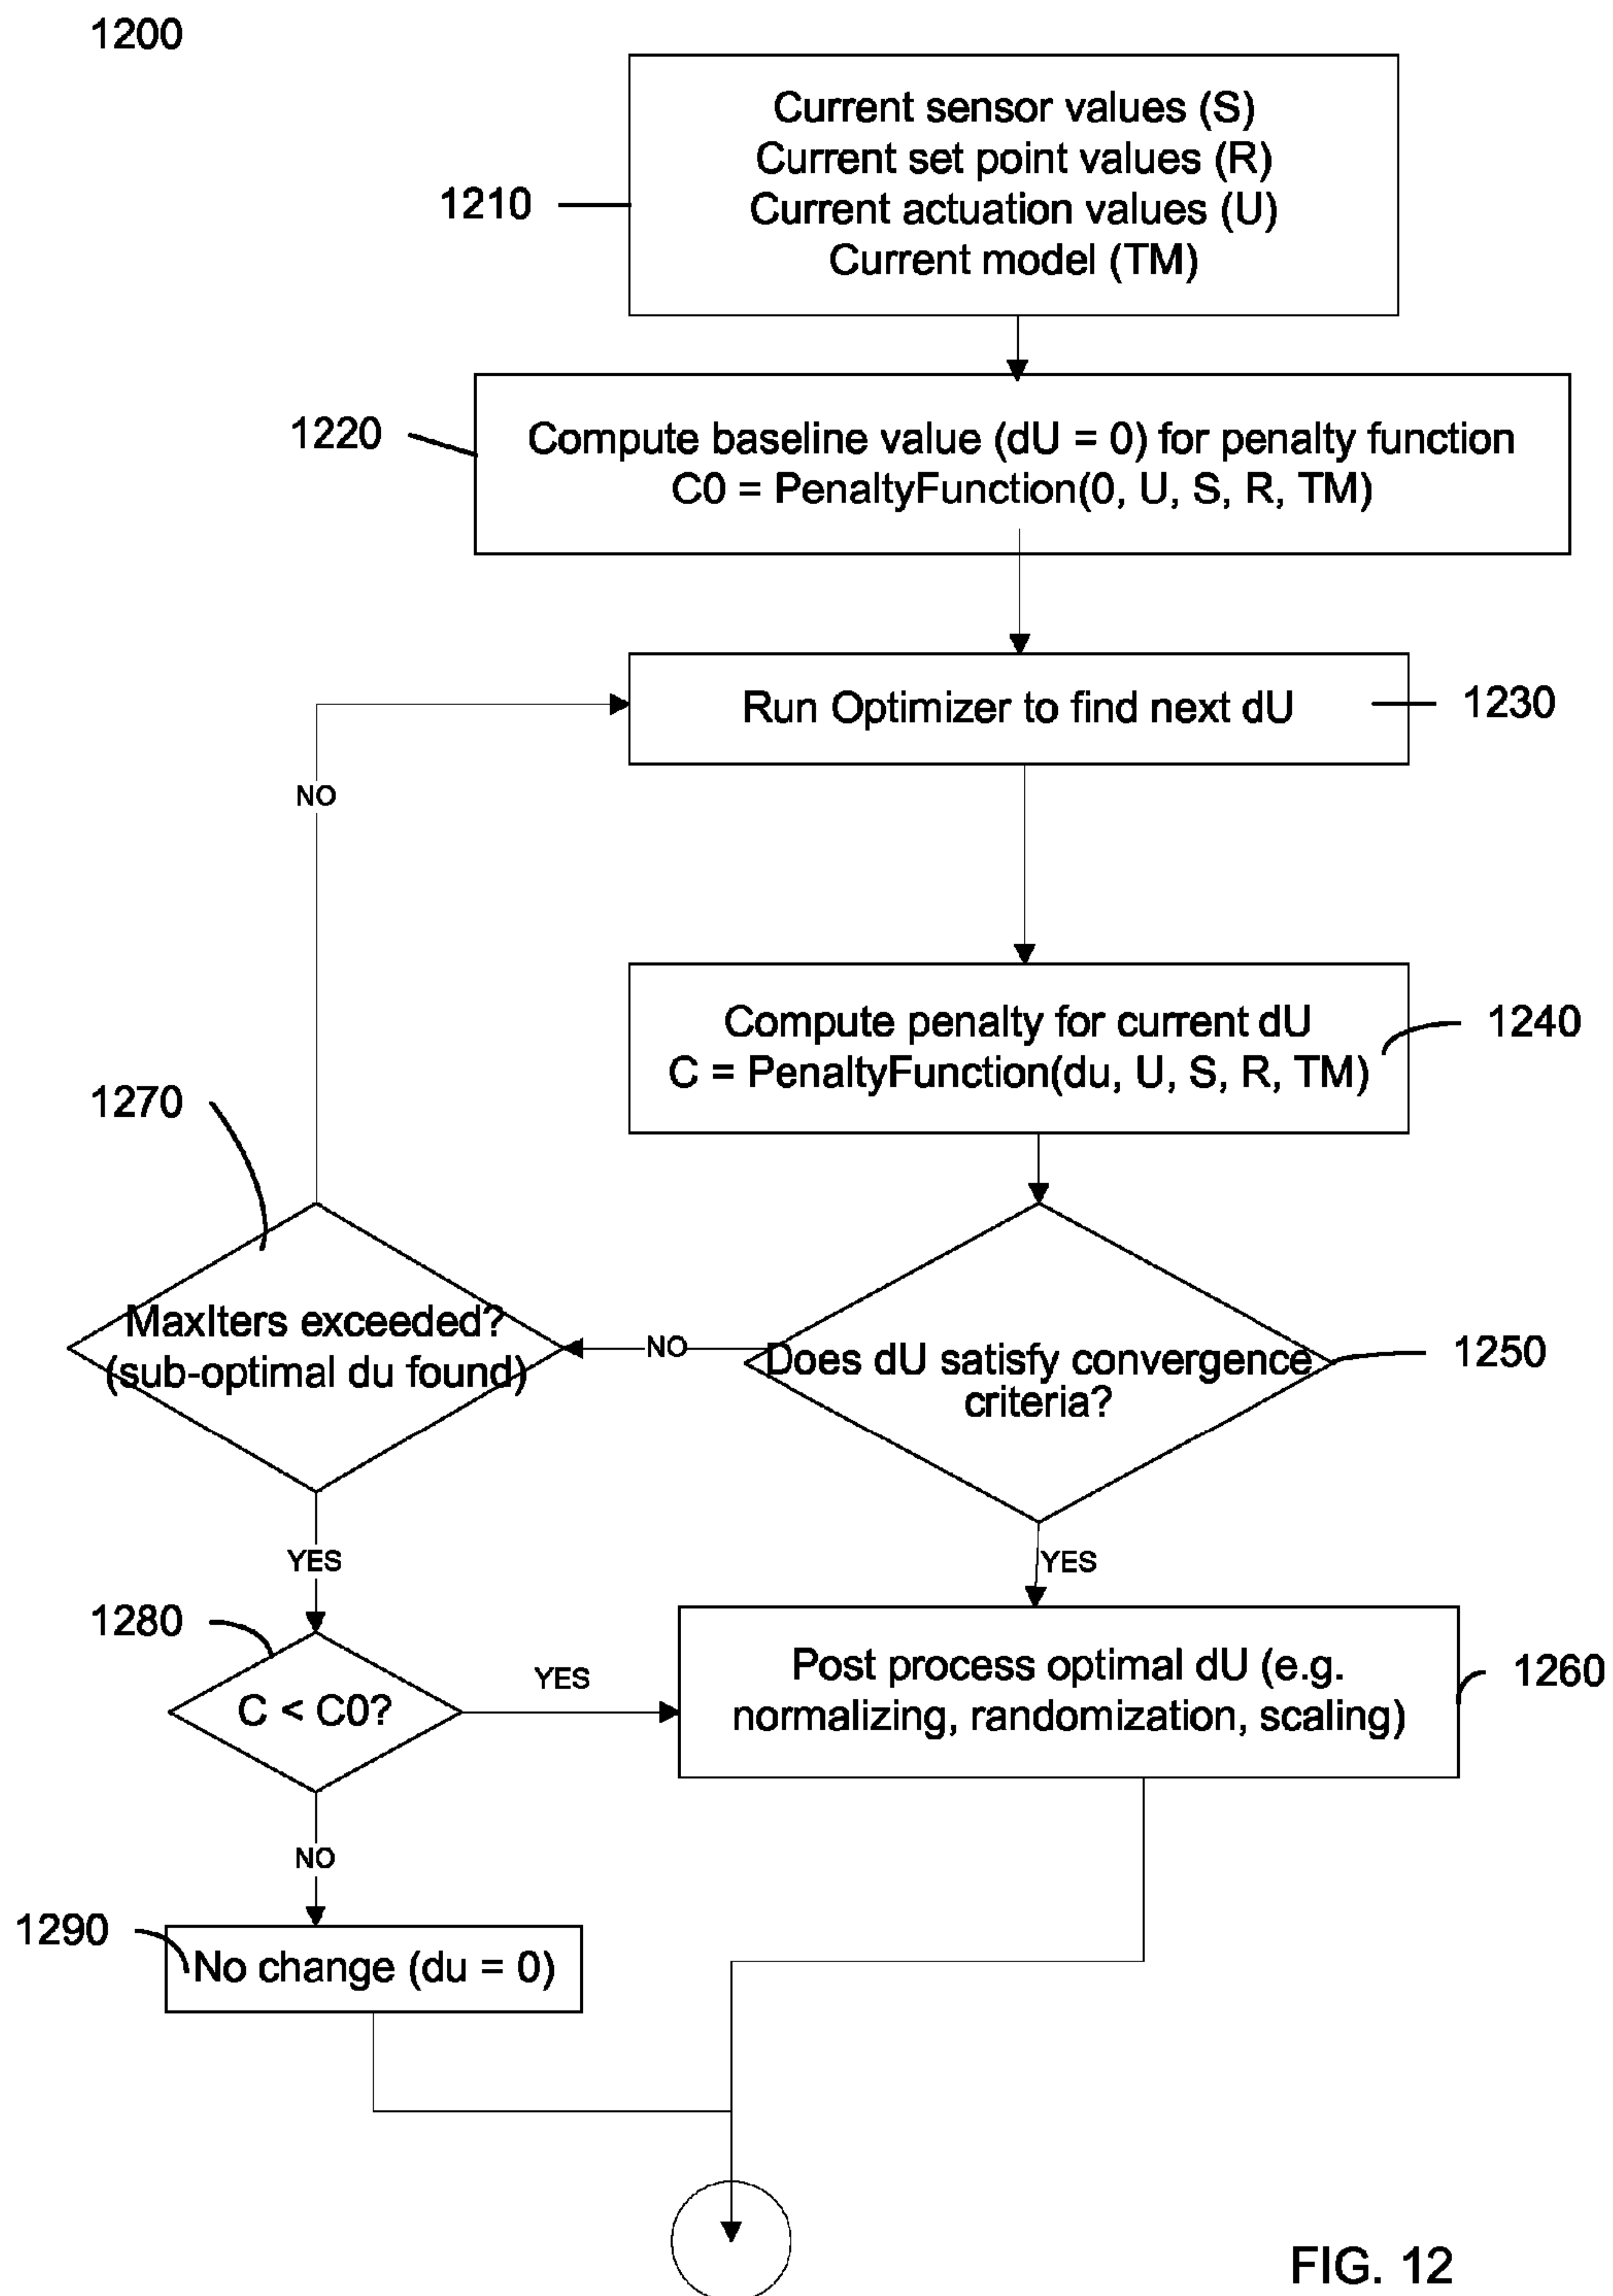 1200
Current sensor values (S)
Current set point values (R)
Current actuation values (U)
Current model (TM)
1210
1220
Compute baseline value (dU = 0) for penalty function
C0 = PenaltyFunction(0, U, S, R, TM)
Run Optimizer to find next dU
1230
NO
Compute penalty for current dU
C = PenaltyFunction(du, U, S, R, TM)
1240
1270
MaxIters exceeded?
(sub-optimal du found)
NO
Does dU satisfy convergence
criteria?
1250
YES
YES
1280
C < C0?
YES
Post process optimal dU (e.g.
normalizing, randomization, scaling)
1260
NO
1290
No change (du = 0)
FIG. 12